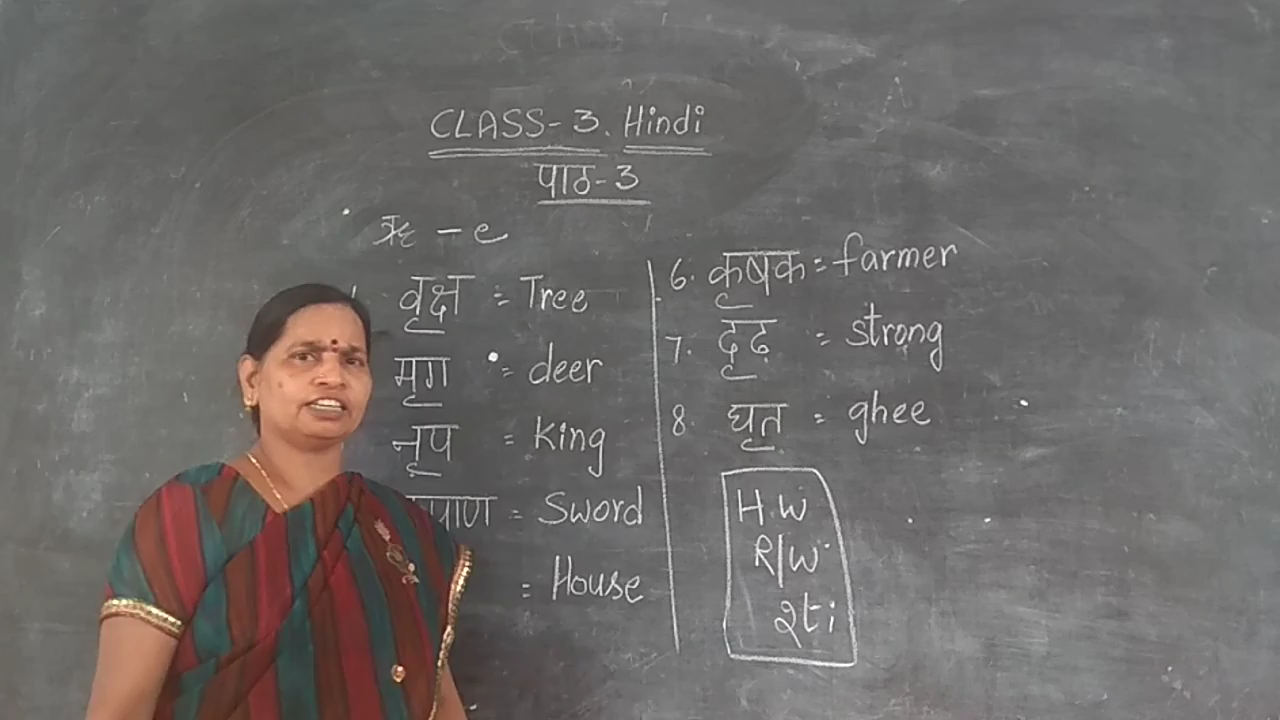 CLASS-3. Hindi
पाठ-3
ऋ - ृ
वृक्ष = Tree
मृग = deer
नृप = King
पाण = Sword
= House
6. कृषक = farmer
7. दृढ़ = strong
8. घृत = ghee
H.W
R/W
2ti